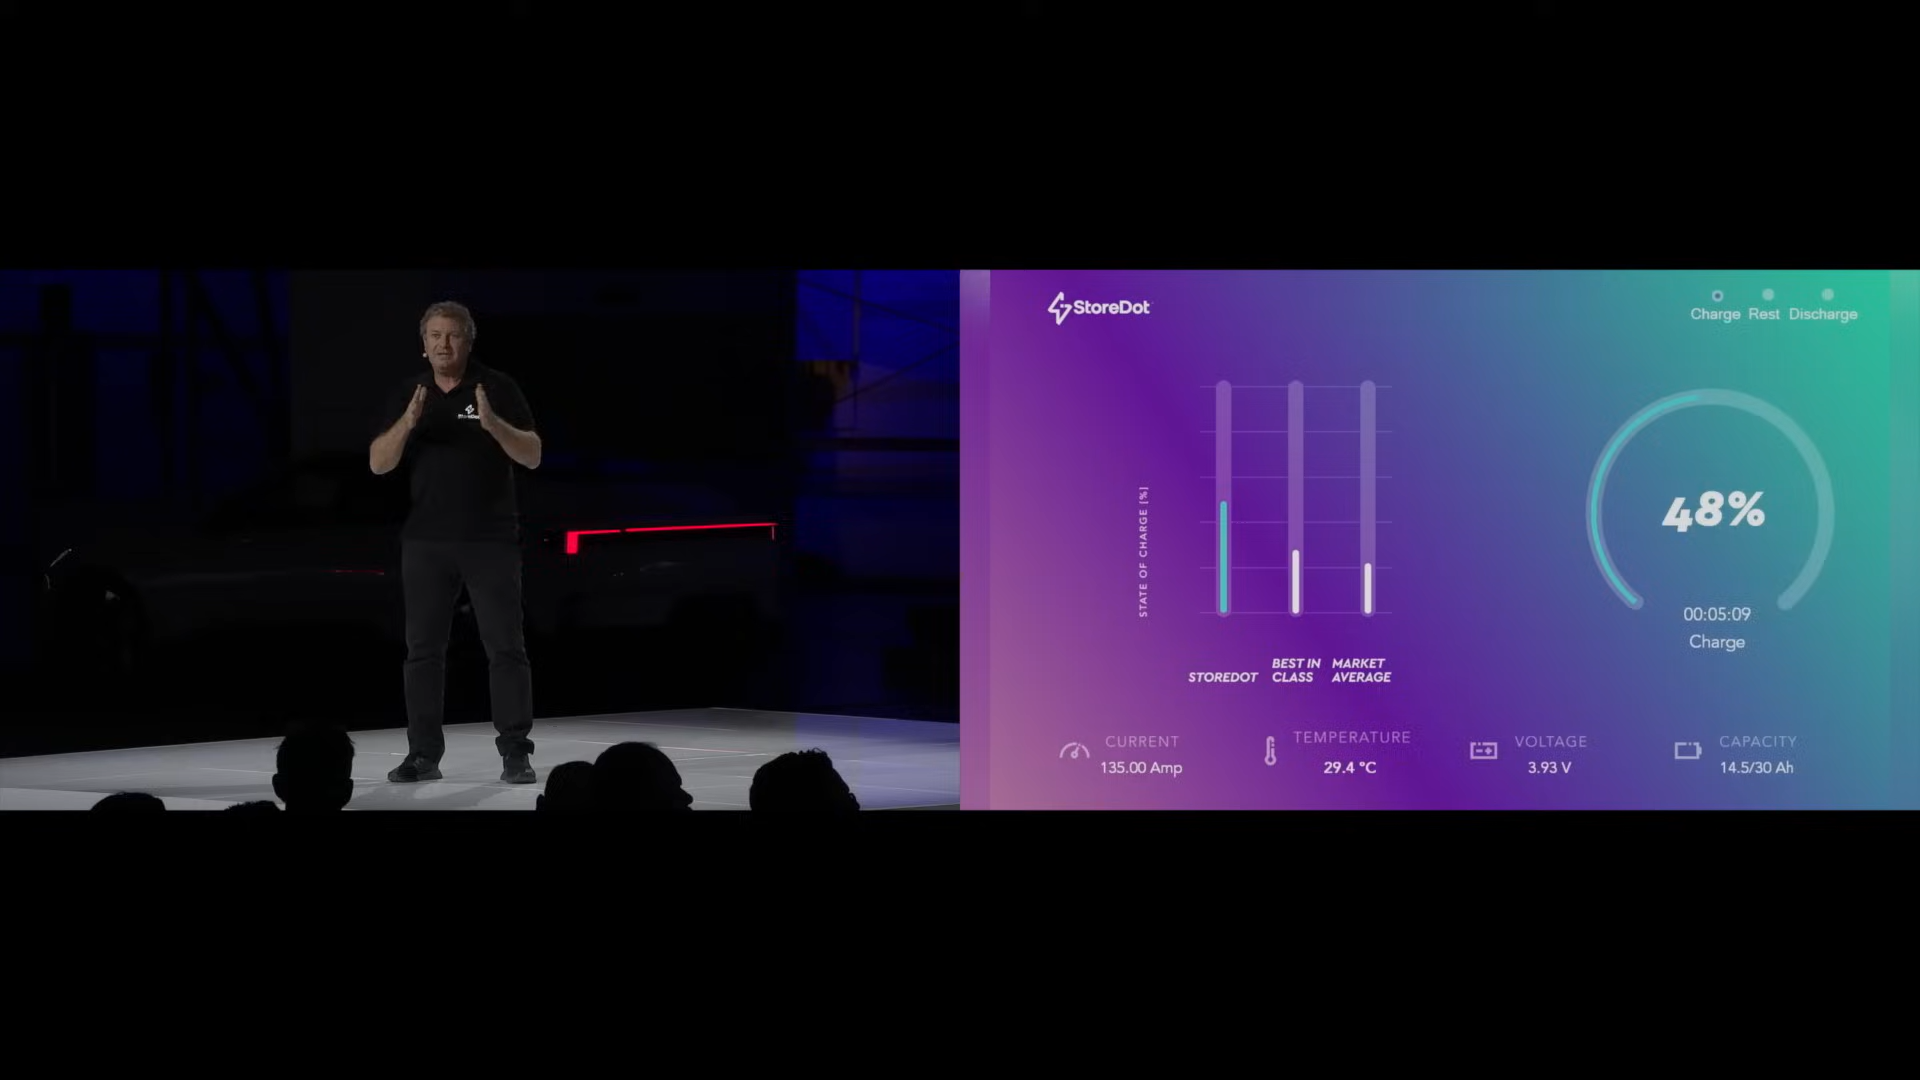 StoreDot
StoreDot
Charge Rest Discharge
STATE OF CHARGE [%]
48%
00:05:09
Charge
STOREDOT
BEST IN
CLASS
MARKET
AVERAGE
CURRENT
135.00 Amp
TEMPERATURE
29.4 °C
VOLTAGE
3.93 V
CAPACITY
14.5/30 Ah